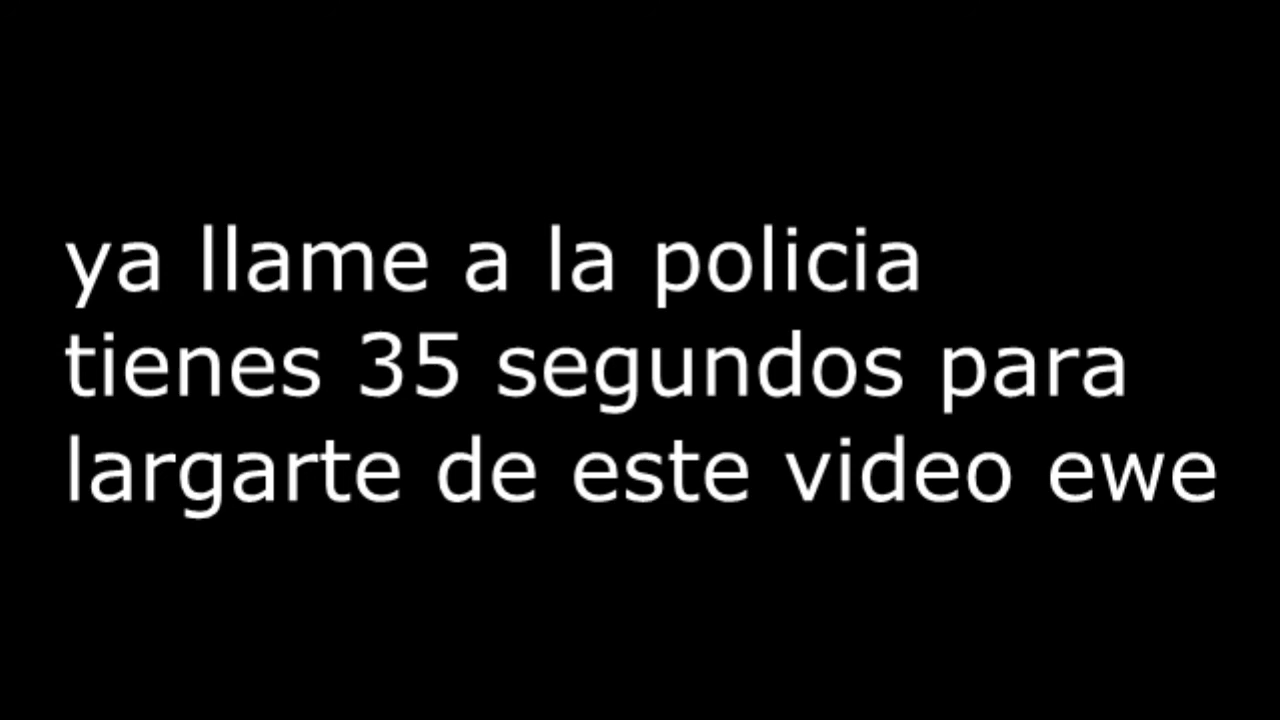 ya llame a la policia
tienes 35 segundos para
largarte de este video ewe